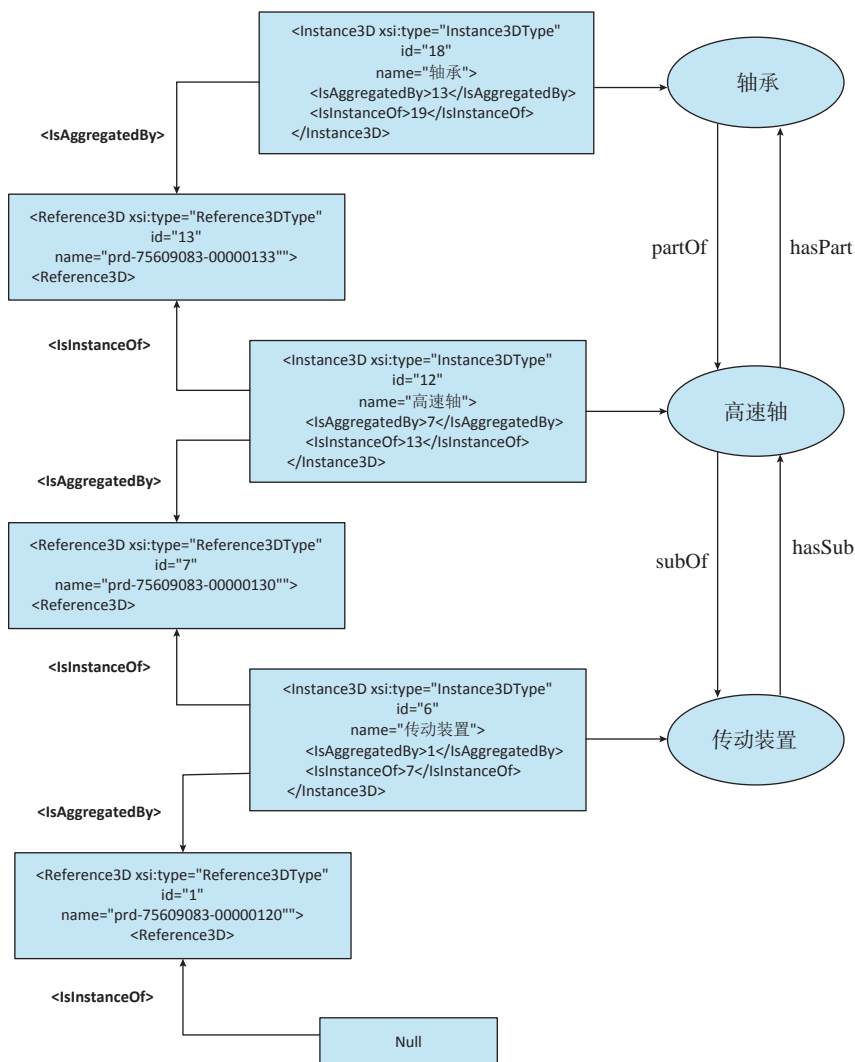 <Instance3D xsi:type="Instance3DType"
id="18"
name="轴承">
<IsAggregatedBy>13</IsAggregatedBy>
<IsInstanceOf>19</IsInstanceOf>
</Instance3D>
轴承
<IsAggregatedBy>
<Reference3D xsi:type="Reference3DType"
id="13"
name="prd-75609083-00000133"">
<Reference3D>
partOf
hasPart
<IsInstanceOf>
<Instance3D xsi:type="Instance3DType"
id="12"
name="高速轴">
<IsAggregatedBy>7</IsAggregatedBy>
<IsInstanceOf>13</IsInstanceOf>
</Instance3D>
高速轴
<IsAggregatedBy>
<Reference3D xsi:type="Reference3DType"
id="7"
name="prd-75609083-00000130"">
<Reference3D>
subOf
hasSub
<IsInstanceOf>
<Instance3D xsi:type="Instance3DType"
id="6"
name="传动装置">
<IsAggregatedBy>1</IsAggregatedBy>
<IsInstanceOf>7</IsInstanceOf>
</Instance3D>
传动装置
<IsAggregatedBy>
<Reference3D xsi:type="Reference3DType"
id="1"
name="prd-75609083-00000120"">
<Reference3D>
<IsInstanceOf>
Null